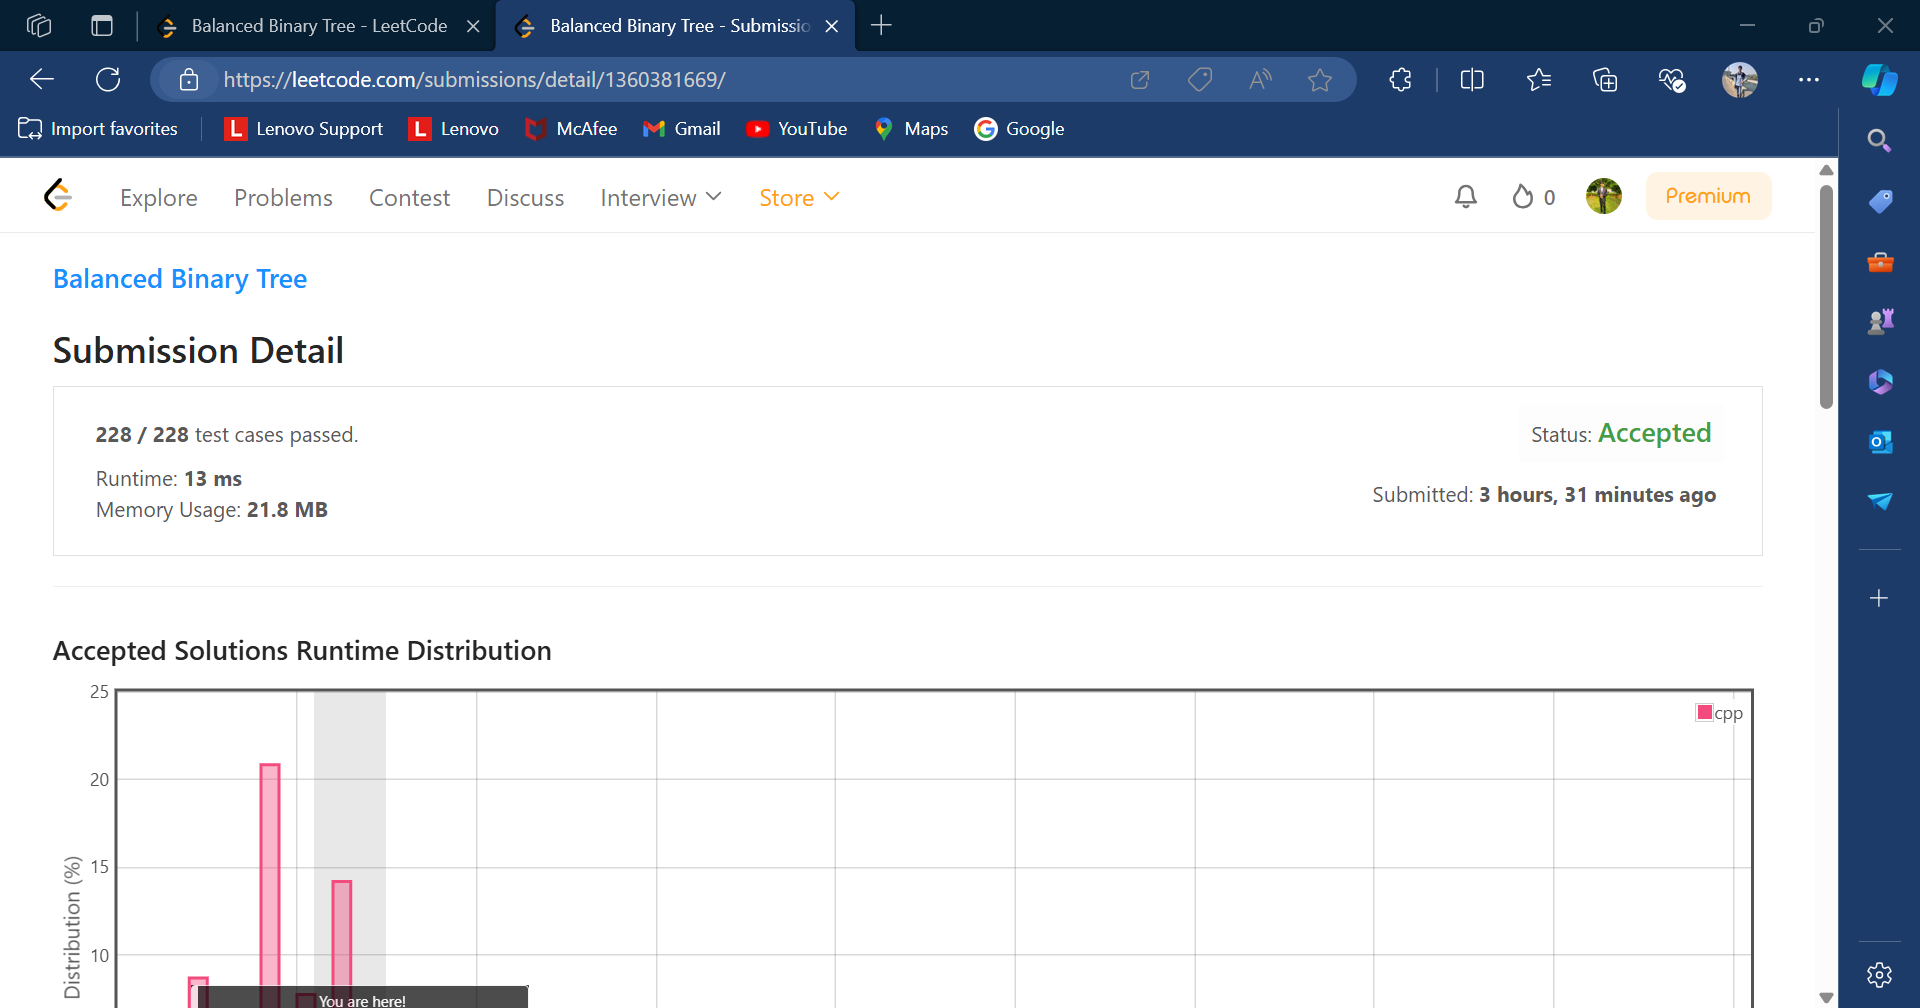 Balanced Binary Tree - LeetCode
Balanced Binary Tree - Submissio
https://leetcode.com/submissions/detail/1360381669/
Import favorites
Lenovo Support
Lenovo
McAfee
Gmail
YouTube
Maps
Google
Explore
Problems
Contest
Discuss
Interview
Store
0
Premium
Balanced Binary Tree
Submission Detail
228 / 228 test cases passed.
Status: Accepted
Runtime: 13 ms
Memory Usage: 21.8 MB
Submitted: 3 hours, 31 minutes ago
Accepted Solutions Runtime Distribution
25
cpp
20
15
10
Distribution (%)
You are here!